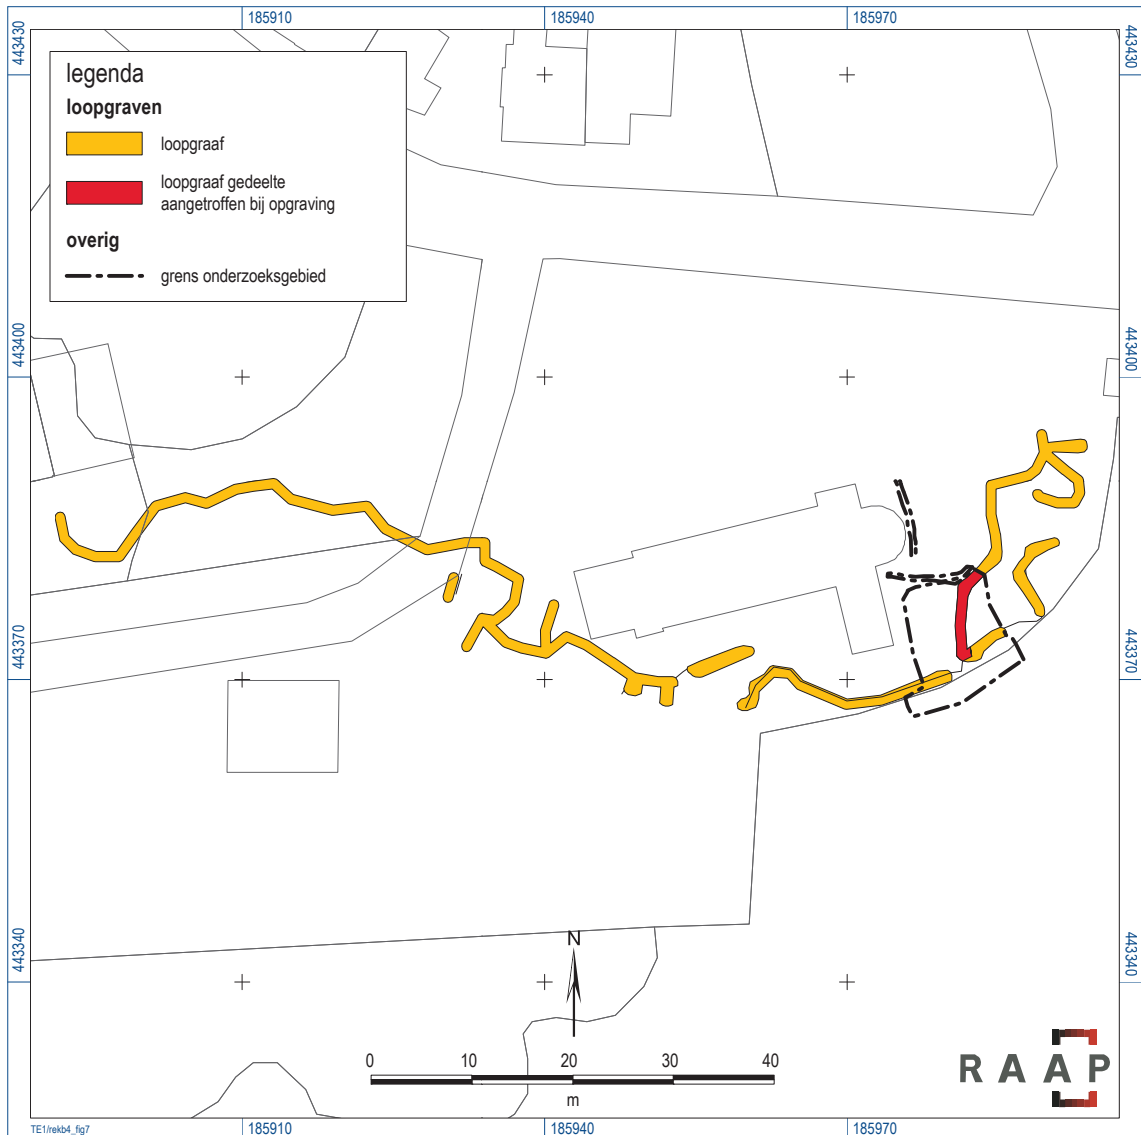 185910
185940
185970
443430
443430
legenda
loopgraven
loopgraaf
loopgraaf gedeelte
aangetroffen bij opgraving
overig
grens onderzoeksgebied
443400
443400
443370
443370
443340
443340
N
0 10 20 30 40
m
RAAP
TE1/rekb4_fig7
185910
185940
185970